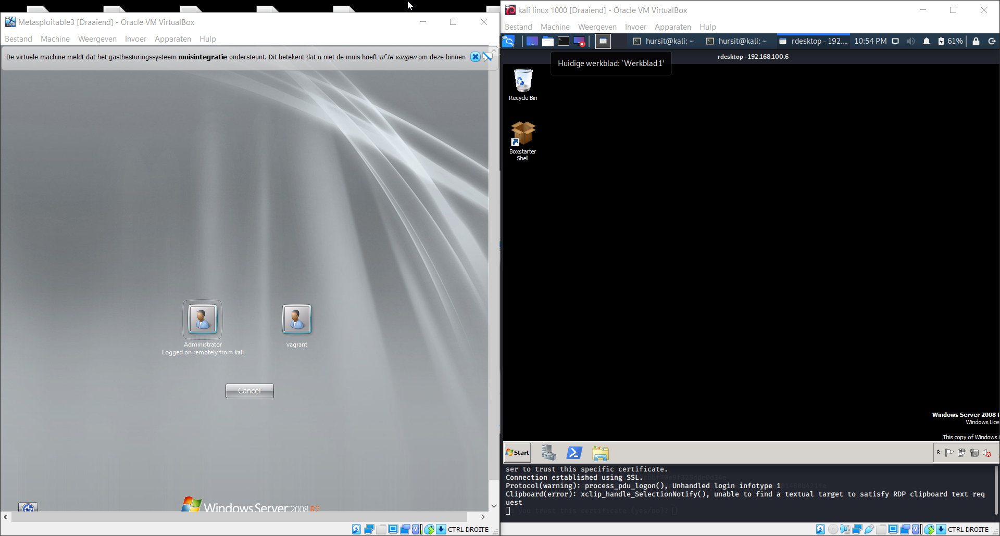 Metasploitable3 [Draaiend] - Oracle VM VirtualBox
Bestand Machine Weergeven Invoer Apparaten Hulp
De virtuele machine meldt dat het gastbesturingssysteem muisintegratie ondersteunt. Dit betekent dat u niet de muis hoeft af te vangen om deze binnen
Administrator
Logged on remotely from kali
vagrant
Cancel
Windows Server 2008 R2
CTRL DROITE
kali linux 1000 [Draaiend] - Oracle VM VirtualBox
Bestand Machine Weergeven Invoer Apparaten Hulp
hursit@kali: ~ hursit@kali: ~ rdesktop - 192.... 10:54 PM 61%
rdesktop - 192.168.100.6
Huidige werkblad: 'Werkblad 1'
Recycle Bin
Boxstarter
Shell
Windows Server 2008 R
Windows Lice
This copy of Windows i
Start
ser to trust this specific certificate.
Connection established using SSL.
Protocol(warning): process_pdu_logon(), Unhandled login infotype 1
Clipboard(error): xclip_handle_SelectionNotify(), unable to find a textual target to satisfy RDP clipboard text req
uest
you trust this certificate (yes/no)?
CTRL DROITE